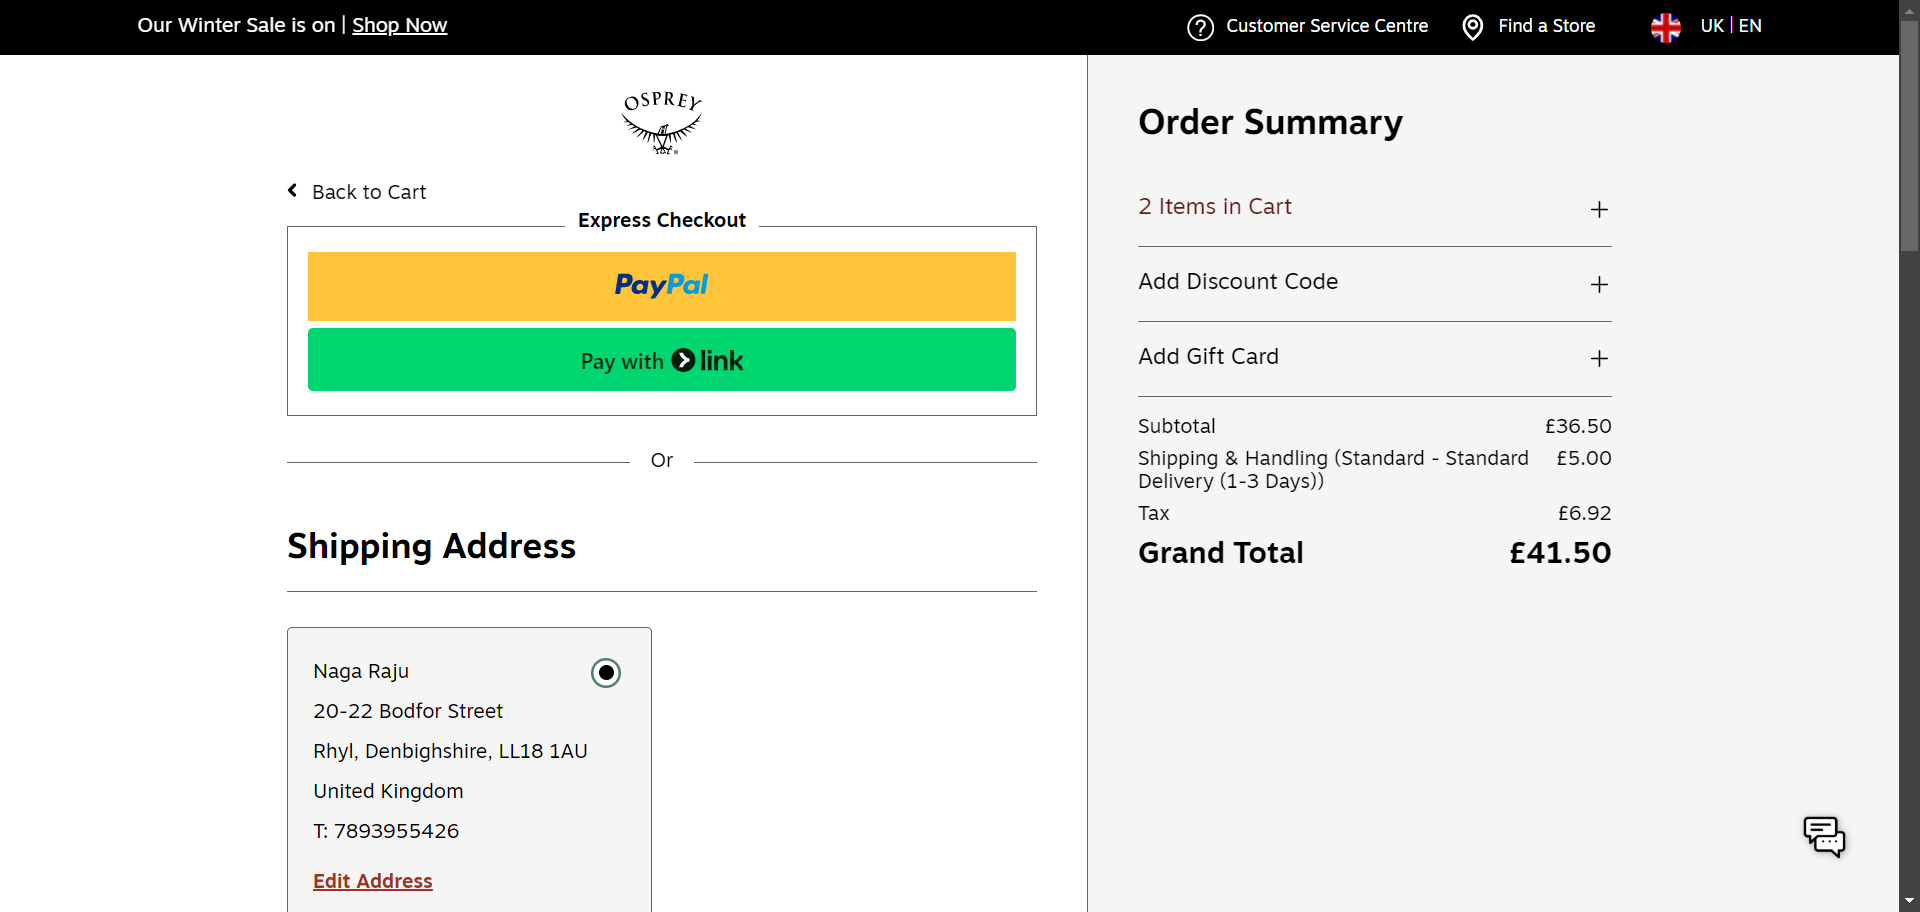 Our Winter Sale is on | Shop Now
Customer Service Centre
Find a Store
UK | EN
OSPREY
Back to Cart
Express Checkout
PayPal
Pay with link
Or
Shipping Address
Naga Raju
20-22 Bodfor Street
Rhyl, Denbighshire, LL18 1AU
United Kingdom
T: 7893955426
Edit Address
Order Summary
2 Items in Cart
Add Discount Code
Add Gift Card
Subtotal £36.50
Shipping & Handling (Standard - Standard £5.00
Delivery (1-3 Days))
Tax £6.92
Grand Total £41.50